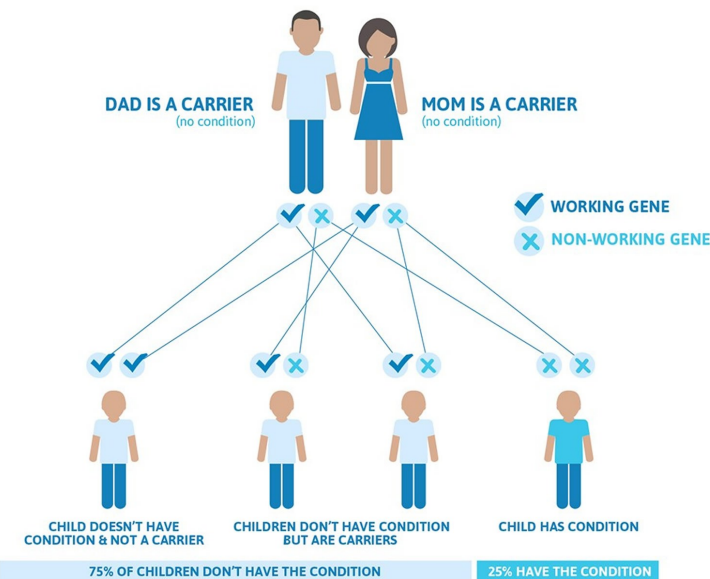 DAD IS A CARRIER
(no condition)
MOM IS A CARRIER
(no condition)
WORKING GENE
NON-WORKING GENE
CHILD DOESN'T HAVE
CONDITION & NOT A CARRIER
CHILDREN DON'T HAVE CONDITION
BUT ARE CARRIERS
CHILD HAS CONDITION
75% OF CHILDREN DON'T HAVE THE CONDITION
25% HAVE THE CONDITION